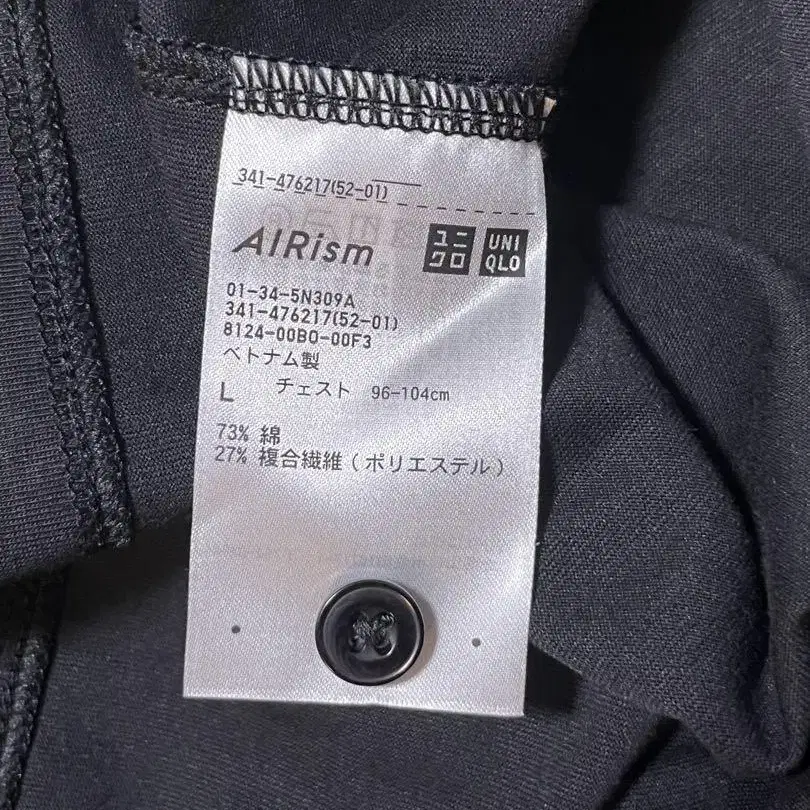 341-476217(52-01)
AIRism
ユニ
クロ
UNI
QLO
01-34-5N309A
341-476217(52-01)
8124-00B0-00F3
ベトナム製
L チェスト 96-104cm
73% 綿
27% 複合繊維(ポリエステル)